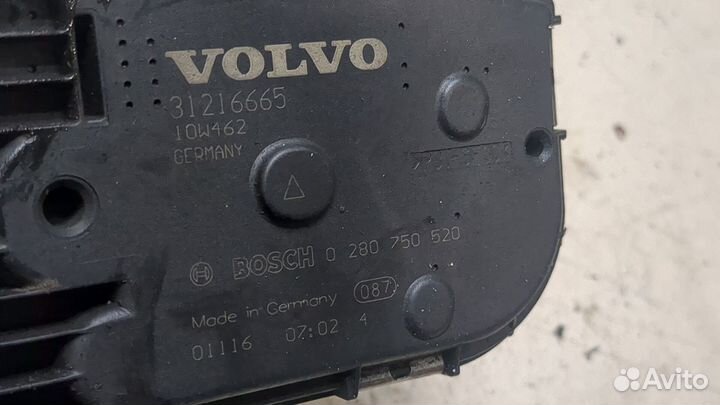 VOLVO
31216665
10W462
GERMANY
BOSCH 0 280 750 520
Made in Germany 087
01116 07:02 4
Avito